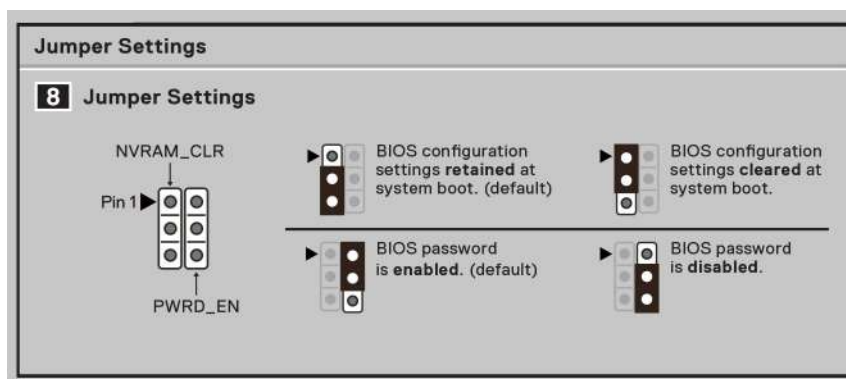 Jumper Settings
8 Jumper Settings
NVRAM_CLR
Pin 1
PWRD_EN
BIOS configuration
settings retained at
system boot. (default)
BIOS configuration
settings cleared at
system boot.
BIOS password
is enabled. (default)
BIOS password
is disabled.